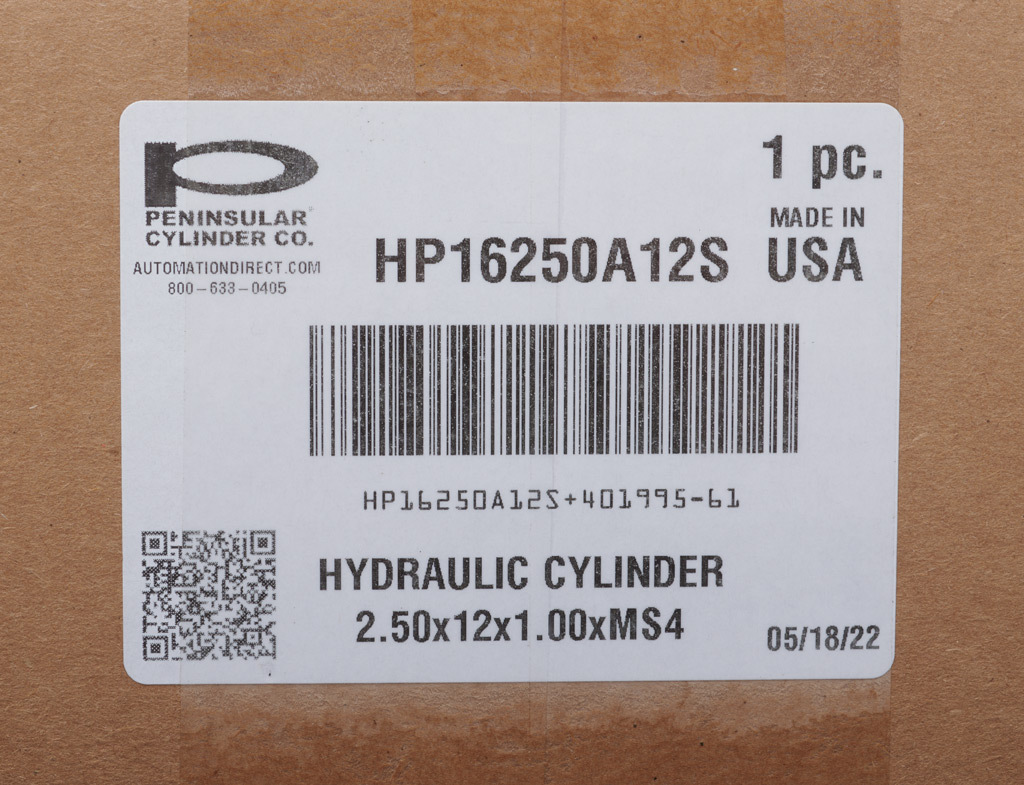 PENINSULAR®
CYLINDER CO.
AUTOMATIONDIRECT.COM
800-633-0405
1 pc.
MADE IN
USA
HP16250A12S
HP16250A12S+401995-61
HYDRAULIC CYLINDER
2.50x12x1.00xMS4
05/18/22